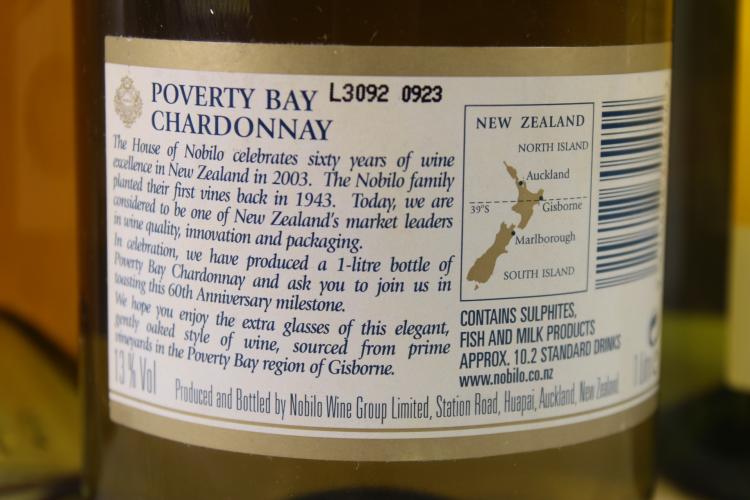 POVERTY BAY L3092 0923
CHARDONNAY
The House of Nobilo celebrates sixty years of wine
excellence in New Zealand in 2003. The Nobilo family
planted their first vines back in 1943. Today, we are
considered to be one of New Zealand's market leaders
in wine quality, innovation and packaging.
In celebration, we have produced a 1-litre bottle of
Poverty Bay Chardonnay and ask you to join us in
toasting this 60th Anniversary milestone.
We hope you enjoy the extra glasses of this elegant,
gently oaked style of wine, sourced from prime
vineyards in the Poverty Bay region of Gisborne.
NEW ZEALAND
NORTH ISLAND
Auckland
39°S
Gisborne
Marlborough
SOUTH ISLAND
CONTAINS SULPHITES,
FISH AND MILK PRODUCTS
APPROX. 10.2 STANDARD DRINKS
www.nobilo.co.nz
13% Vol
Produced and Bottled by Nobilo Wine Group Limited, Station Road, Huapai, Auckland, New Zealand